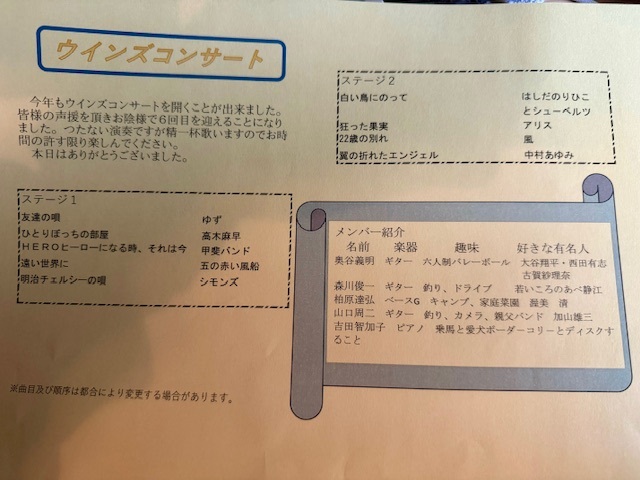 ウインズコンサート
今年もウインズコンサートを開くことが出来ました。
皆様の声援を頂きお陰様で6回目を迎えることになり
ました。つたない演奏ですが精一杯歌いますのでお時
間の許す限り楽しんでください。
本日はありがとうございました。
ステージ1
友達の唄 ゆず
ひとりぼっちの部屋 高木麻早
HEROヒーローになる時、それは今 甲斐バンド
遠い世界に 五の赤い風船
明治チェルシーの唄 シモンズ
※曲目及び順序は都合により変更する場合があります。
ステージ2
白い鳥にのって はしだのりひこ
とシューベルツ
狂った果実 アリス
22歳の別れ 風
翼の折れたエンジェル 中村あゆみ
メンバー紹介
名前 楽器 趣味 好きな有名人
奥谷義明 ギター 六人制バレーボール 大谷翔平・西田有志
古賀紗理奈
森川俊一 ギター 釣り、ドライブ 若いころのあべ静江
柏原達弘 ベースG キャンプ、家庭菜園 渥美 清
山口周二 ギター 釣り、カメラ、親父バンド 加山雄三
吉田智加子 ピアノ 乗馬と愛犬ボーダーコリーとディスクす
ること